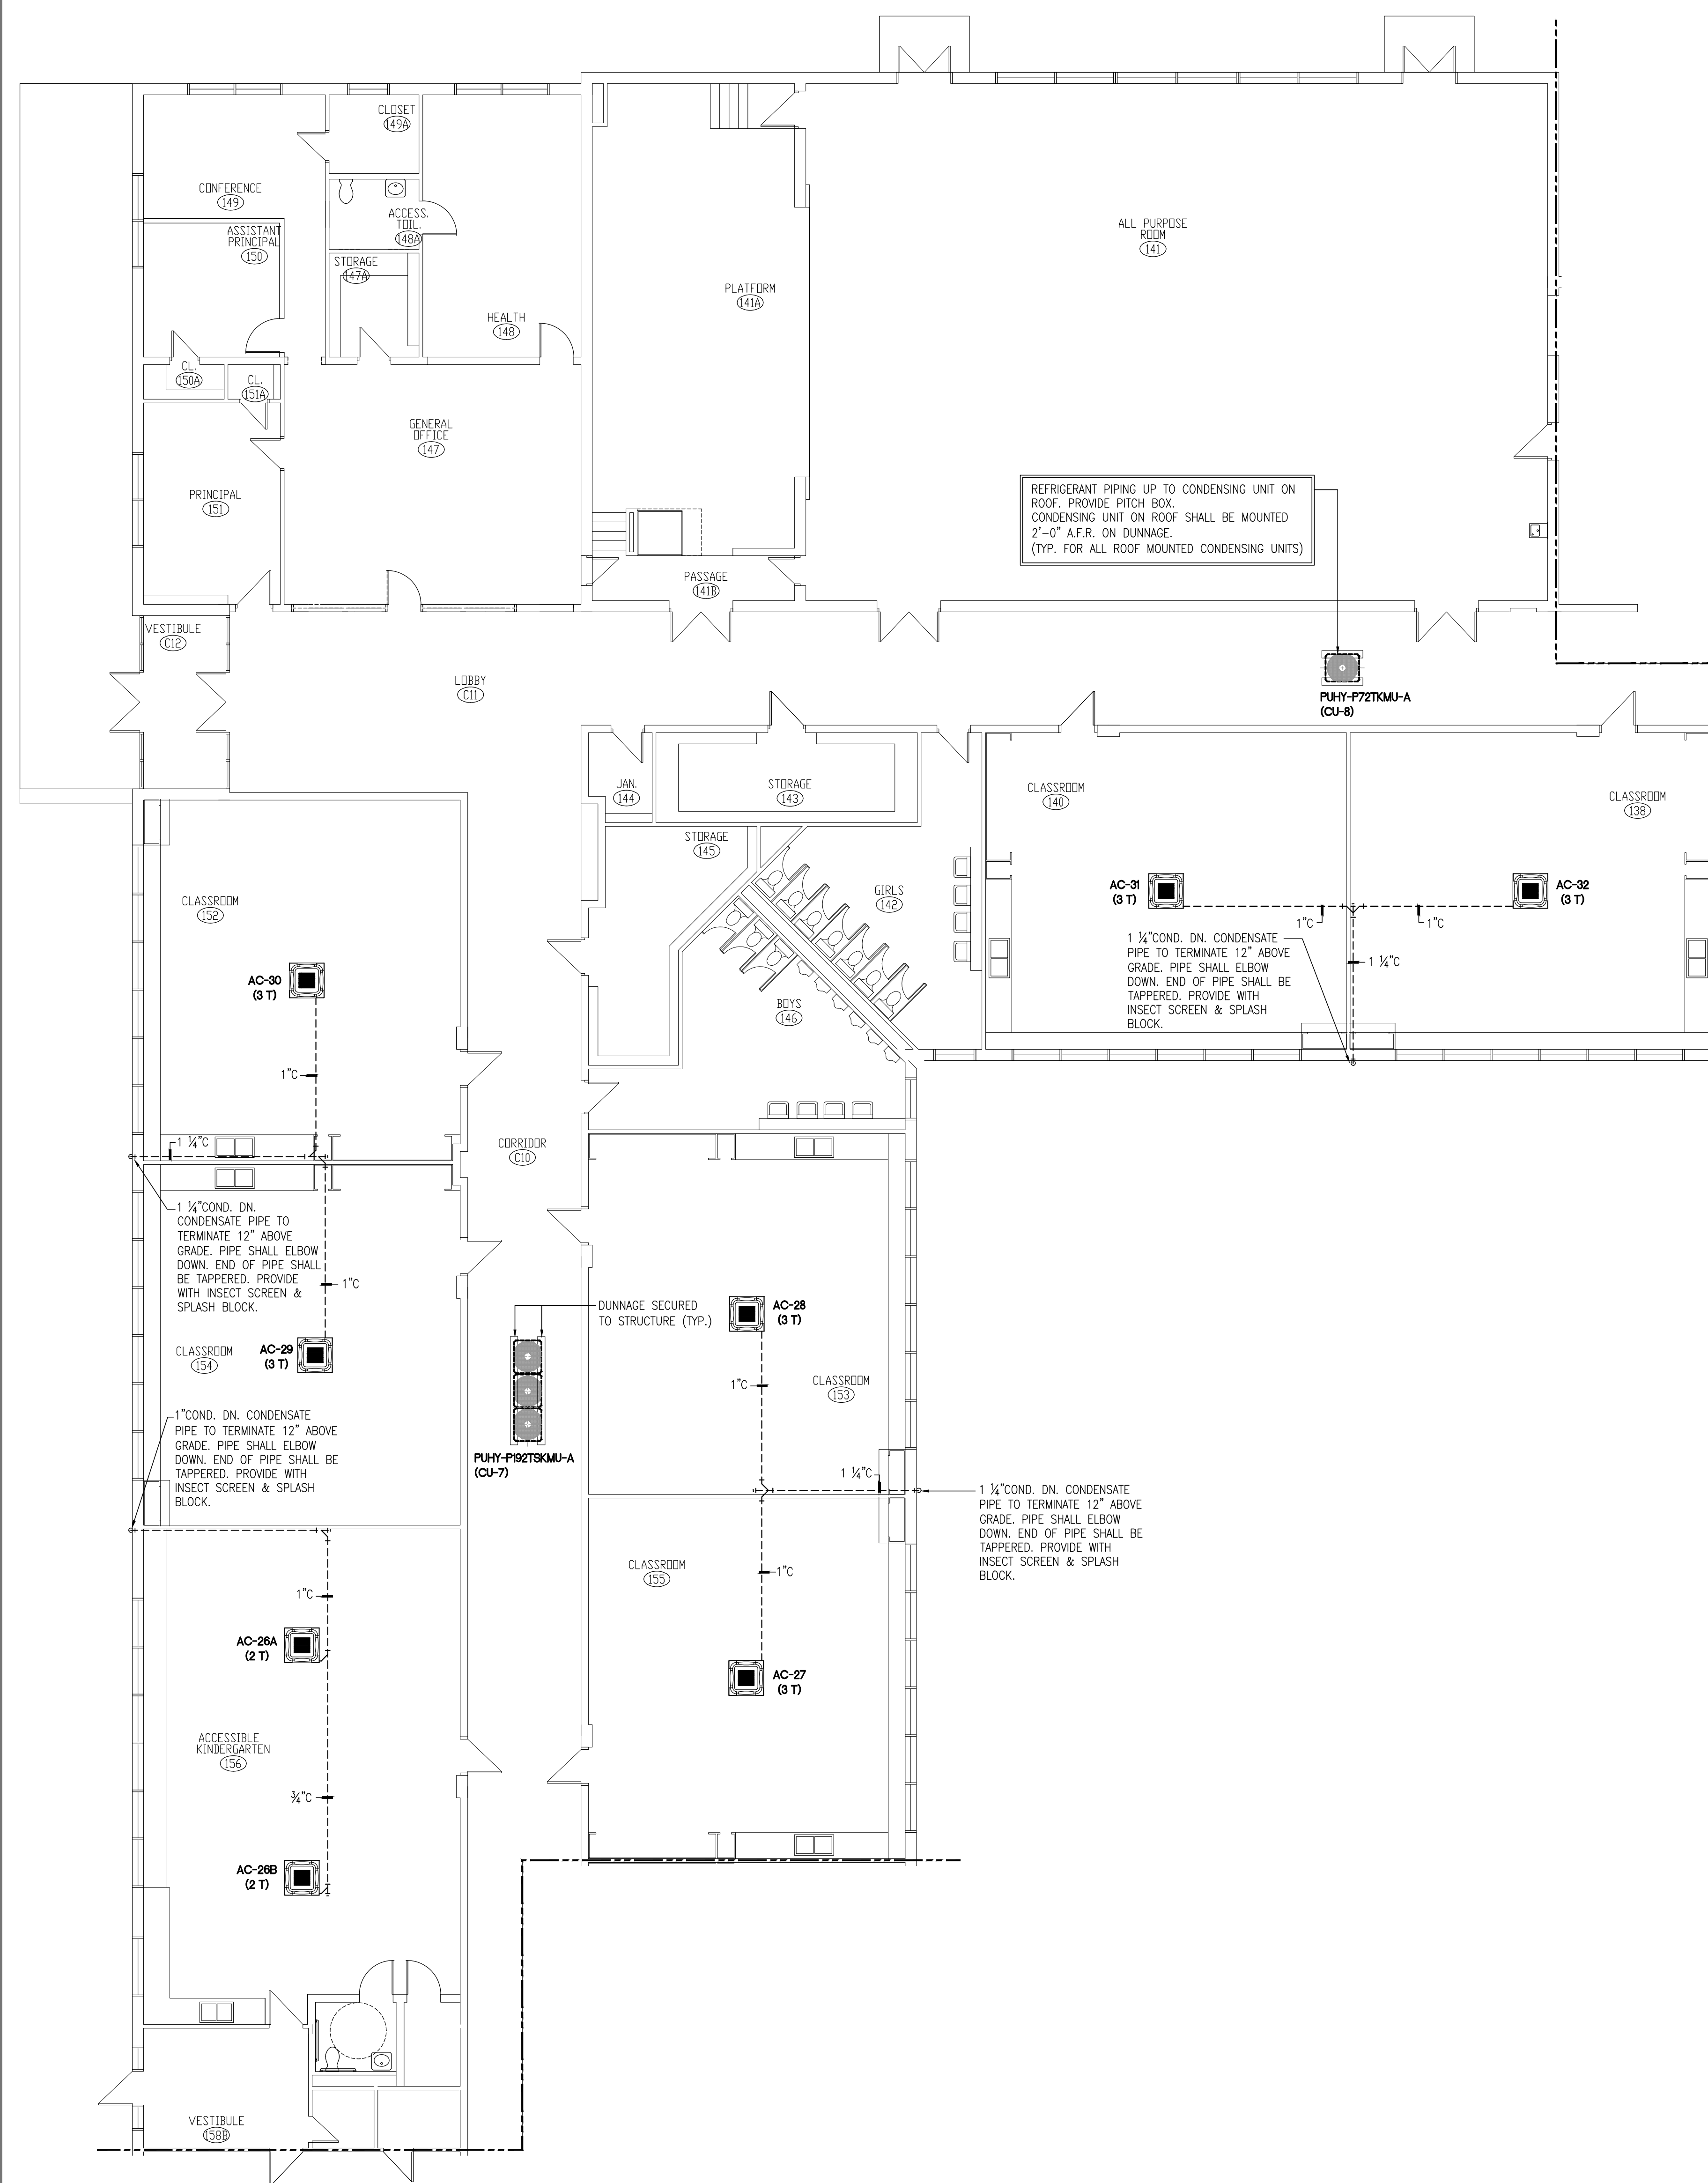 CLOSET
149A
CONFERENCE
149
ACCESS.
TOIL.
148A
ASSISTANT
PRINCIPAL
150
STORAGE
147A
HEALTH
148
CL.
150A
CL.
151A
GENERAL
OFFICE
147
PRINCIPAL
151
PLATFORM
141A
ALL PURPOSE
ROOM
141
REFRIGERANT PIPING UP TO CONDENSING UNIT ON
ROOF. PROVIDE PITCH BOX.
CONDENSING UNIT ON ROOF SHALL BE MOUNTED
2'-0" A.F.R. ON DUNNAGE.
(TYP. FOR ALL ROOF MOUNTED CONDENSING UNITS)
PASSAGE
141B
VESTIBULE
C12
LOBBY
C11
PUHY-P72TKMU-A
(CU-8)
JAN.
144
STORAGE
143
CLASSROOM
140
CLASSROOM
138
STORAGE
145
GIRLS
142
CLASSROOM
152
AC-31
(3 T)
AC-32
(3 T)
1"C
1"C
1 ¼"COND. DN. CONDENSATE
PIPE TO TERMINATE 12" ABOVE
GRADE. PIPE SHALL ELBOW
DOWN. END OF PIPE SHALL BE
TAPPERED. PROVIDE WITH
INSECT SCREEN & SPLASH
BLOCK.
1 ¼"C
AC-30
(3 T)
BOYS
146
1"C
1 ¼"C
CORRIDOR
C10
1 ¼"COND. DN.
CONDENSATE PIPE TO
TERMINATE 12" ABOVE
GRADE. PIPE SHALL ELBOW
DOWN. END OF PIPE SHALL
BE TAPPERED. PROVIDE
WITH INSECT SCREEN &
SPLASH BLOCK.
1"C
DUNNAGE SECURED
TO STRUCTURE (TYP.)
AC-28
(3 T)
CLASSROOM
154
AC-29
(3 T)
1"C
CLASSROOM
153
1"COND. DN. CONDENSATE
PIPE TO TERMINATE 12" ABOVE
GRADE. PIPE SHALL ELBOW
DOWN. END OF PIPE SHALL BE
TAPPERED. PROVIDE WITH
INSECT SCREEN & SPLASH
BLOCK.
PUHY-P192TSKMU-A
(CU-7)
1 ¼"C
1 ¼"COND. DN. CONDENSATE
PIPE TO TERMINATE 12" ABOVE
GRADE. PIPE SHALL ELBOW
DOWN. END OF PIPE SHALL BE
TAPPERED. PROVIDE WITH
INSECT SCREEN & SPLASH
BLOCK.
CLASSROOM
155
1"C
1"C
AC-26A
(2 T)
AC-27
(3 T)
ACCESSIBLE
KINDERGARTEN
156
¾"C
AC-26B
(2 T)
VESTIBULE
158B